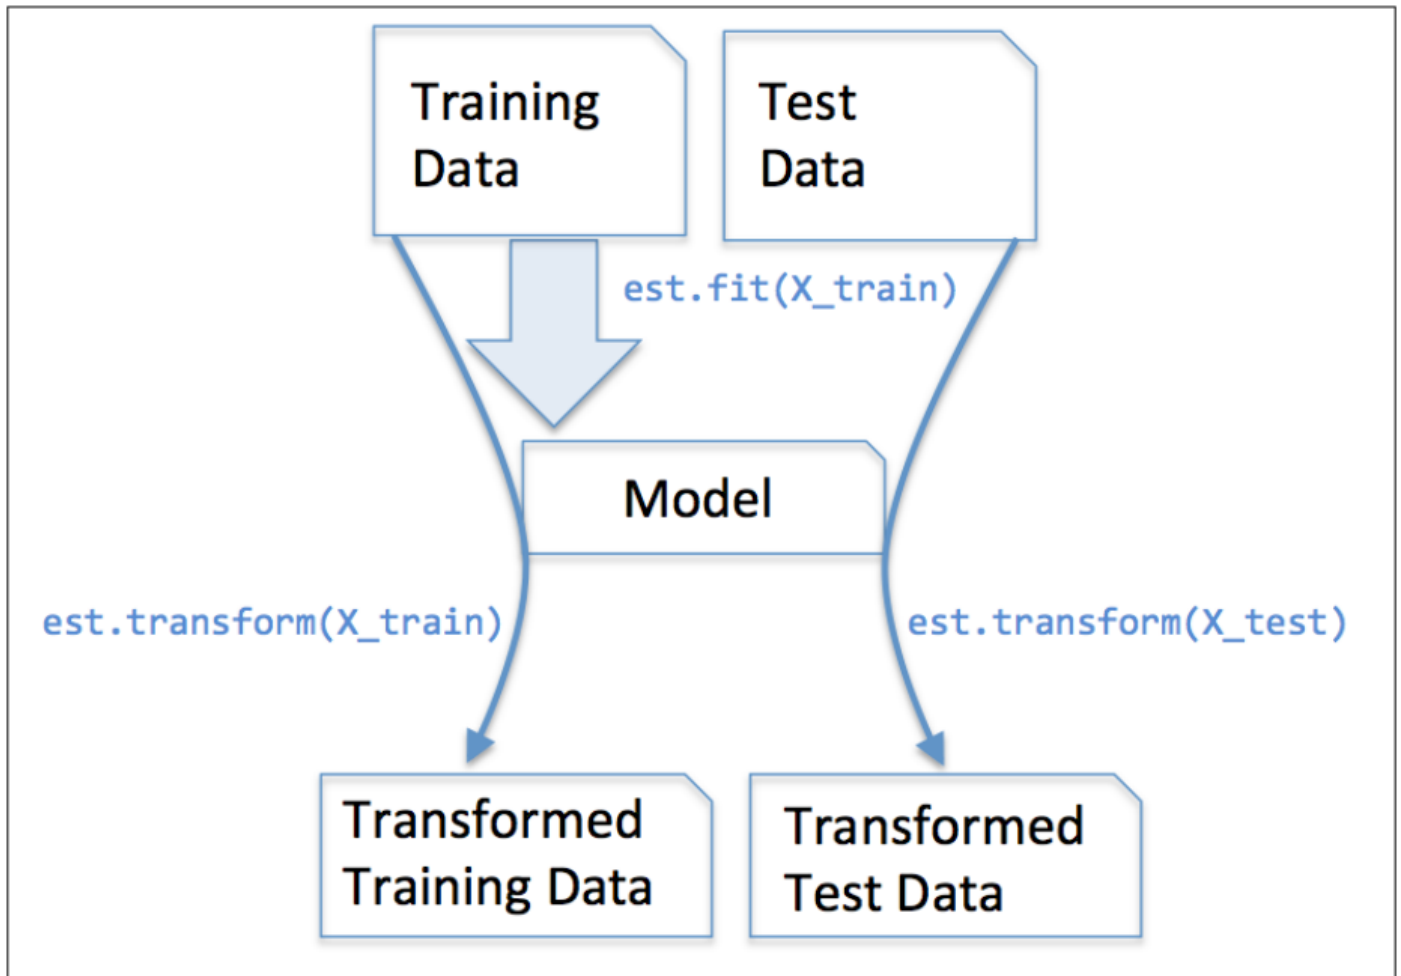 Training
Data
Test
Data
est.fit(X_train)
Model
est.transform(X_train)
est.transform(X_test)
Transformed
Training Data
Transformed
Test Data